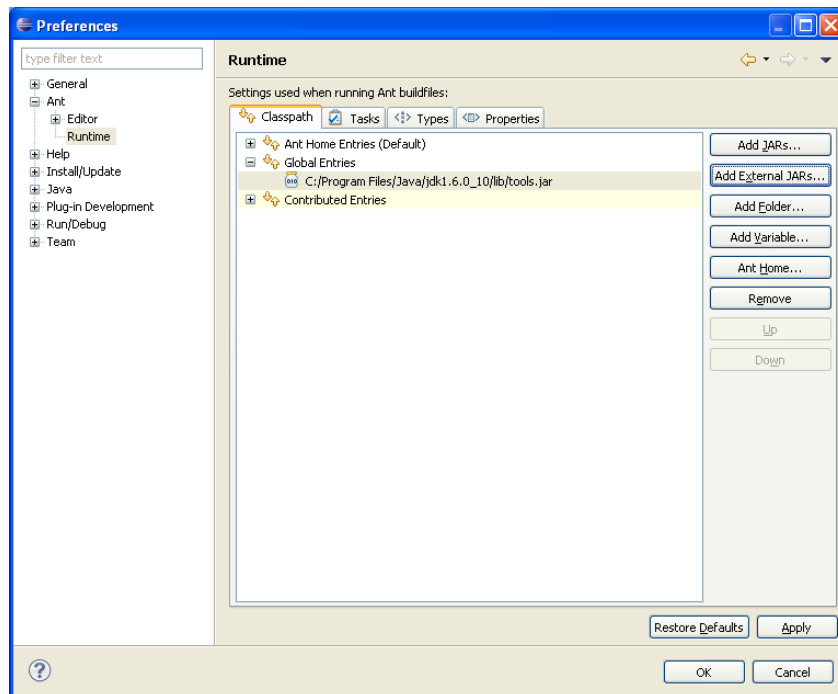 Preferences
type filter text
General
Ant
Editor
Runtime
Help
Install/Update
Java
Plug-in Development
Run/Debug
Team
Runtime
Settings used when running Ant buildfiles:
Classpath Tasks Types Properties
Ant Home Entries (Default)
Global Entries
010 C:/Program Files/Java/jdk1.6.0_10/lib/tools.jar
Contributed Entries
Add JARs...
Add External JARs...
Add Folder...
Add Variable...
Ant Home...
Remove
Up
Down
Restore Defaults Apply
?
OK Cancel